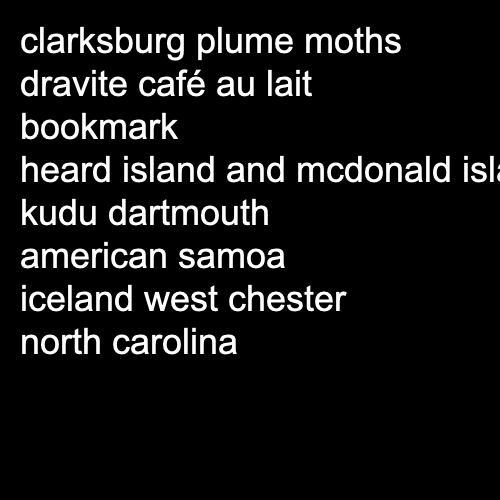 clarksburg plume moths
dravite café au lait
bookmark
heard island and mcdonald
kudu dartmouth
american samoa
iceland west chester
north carolina